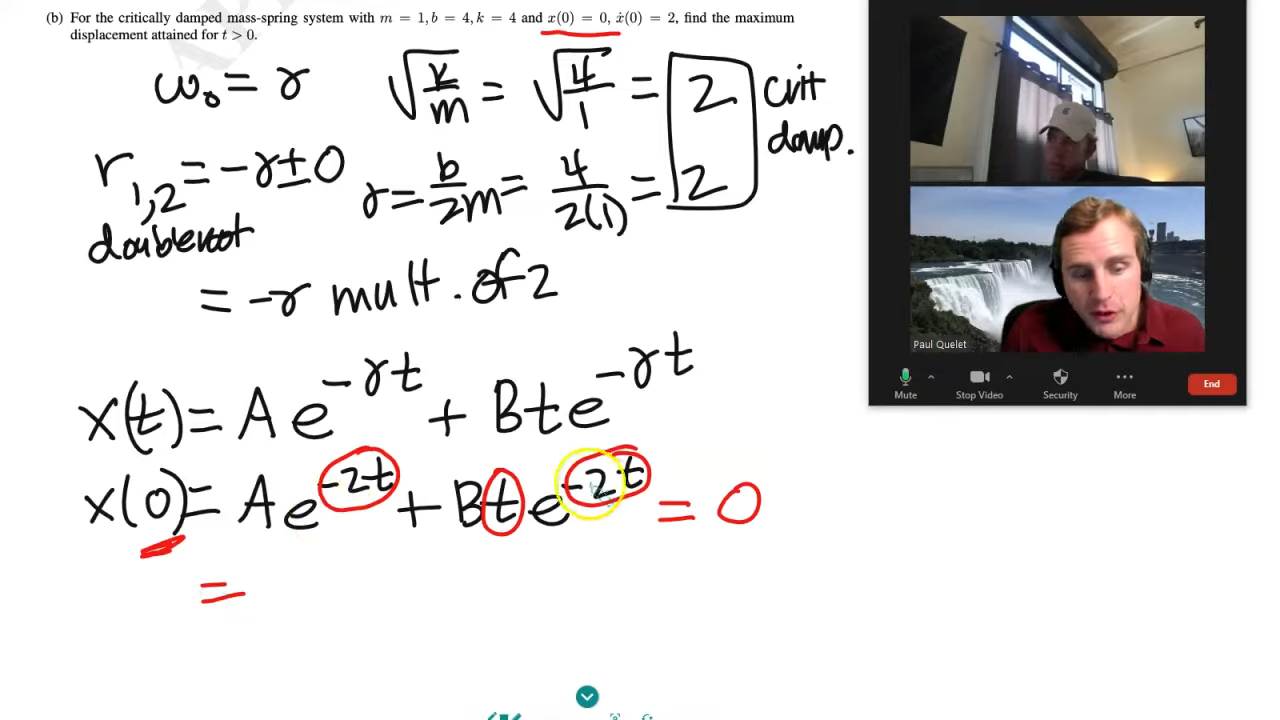 (b) For the critically damped mass-spring system with m = 1, b = 4, k = 4 and x(0) = 0, ẋ(0) = 2, find the maximum
displacement attained for t > 0.
ω₀ = γ
√(k/m) = √(4/1) = 2
crit
damp.
r₁,₂ = -γ ± 0
γ = b/2m = 4/2(1) = 2
double root
= -γ mult. of 2
x(t) = Ae^(-γt) + Bte^(-γt)
x(0) = Ae^(-2t) + Bte^(-2t) = 0
=
Paul Quelet
Mute
Stop Video
Security
More
End